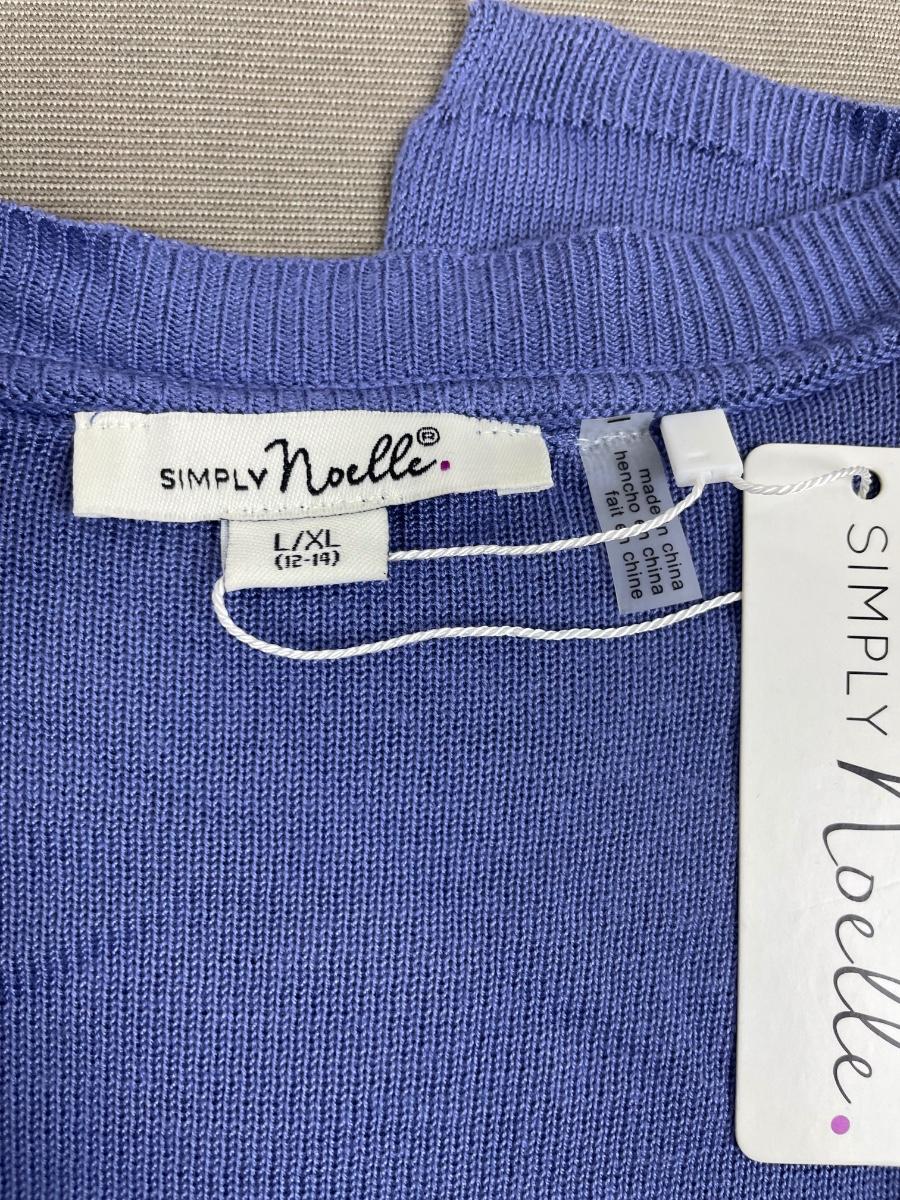 SIMPLY Noelle®
L/XL
(12-14)
made in china
hencho en china
fait en chine
SIMPLY Noelle